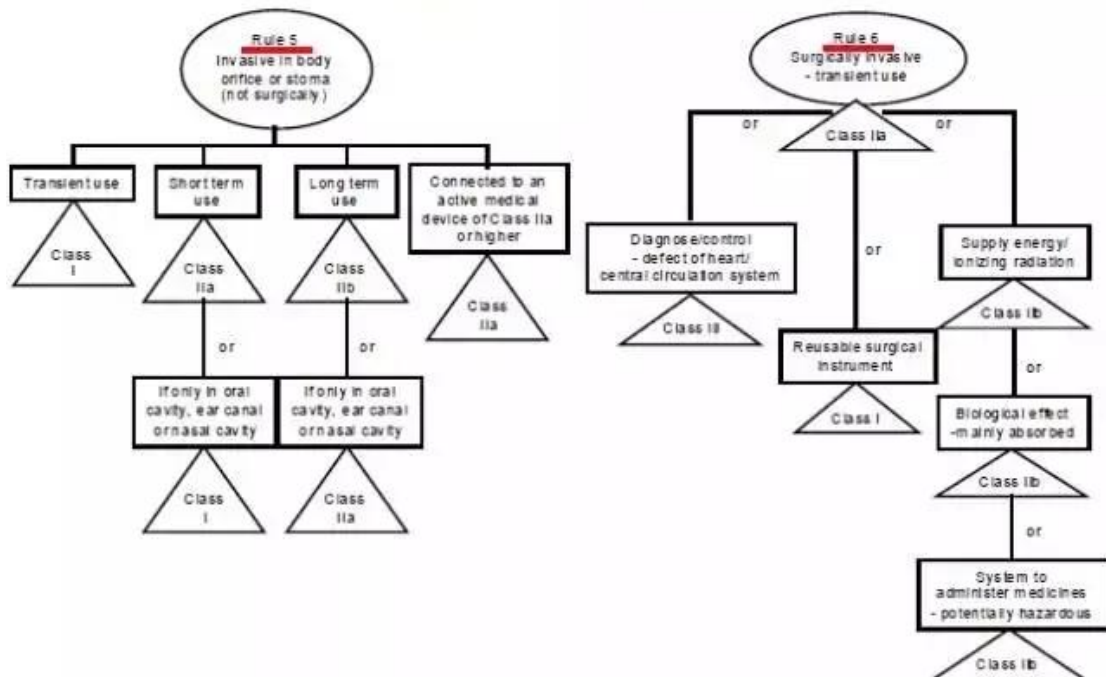 Rule 5
Invasive in body
orifice or stoma
(not surgically)
Transient use
Class
I
Short term
use
Class
IIa
or
If only in oral
cavity, ear canal
or nasal cavity
Class
I
Long term
use
Class
IIb
or
If only in oral
cavity, ear canal
or nasal cavity
Class
IIa
Connected to an
active medical
device of Class IIa
or higher
Class
IIa
Rule 6
Surgically invasive
- transient use
Class IIa
or
Diagnose/control
- defect of heart/
central circulation system
Class III
or
Reusable surgical
instrument
Class I
or
Supply energy/
ionizing radiation
Class IIb
or
Biological effect
-mainly absorbed
Class IIb
or
System to
administer medicines
- potentially hazardous
Class IIb